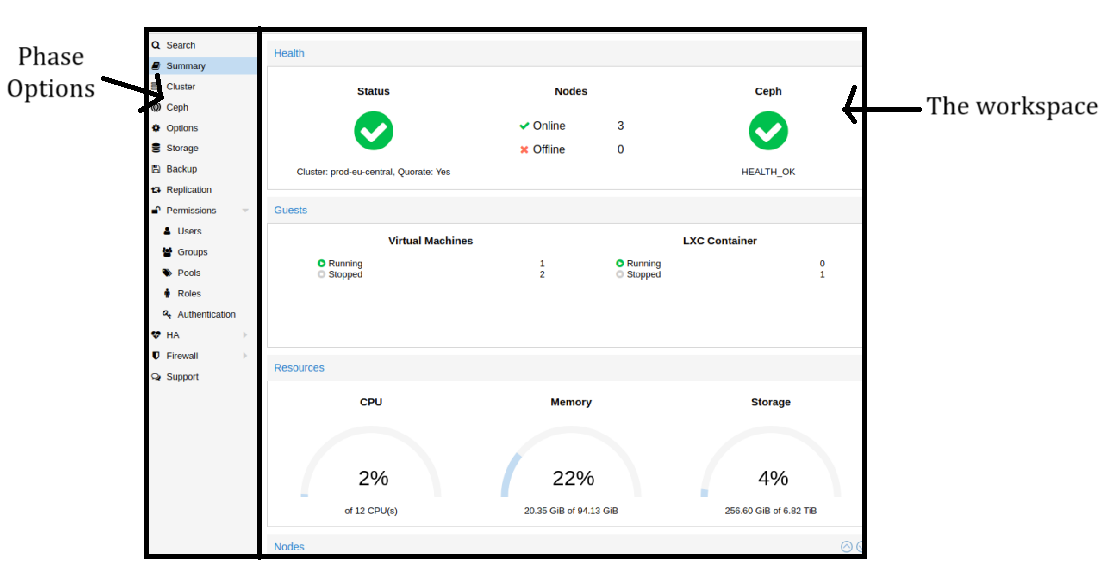 Phase
Options
The workspace
Search
Summary
Cluster
Ceph
Options
Storage
Backup
Replication
Permissions
Users
Groups
Pools
Roles
Authentication
HA
Firewall
Support
Health
Status Nodes Ceph
Online 3
Offline 0
Cluster: prod-eu-central, Quorate: Yes HEALTH_OK
Guests
Virtual Machines LXC Container
Running 1 Running 0
Stopped 2 Stopped 1
Resources
CPU Memory Storage
2% 22% 4%
of 12 CPU(s) 20.35 GiB of 94.13 GiB 256.60 GiB of 6.82 TiB
Nodes